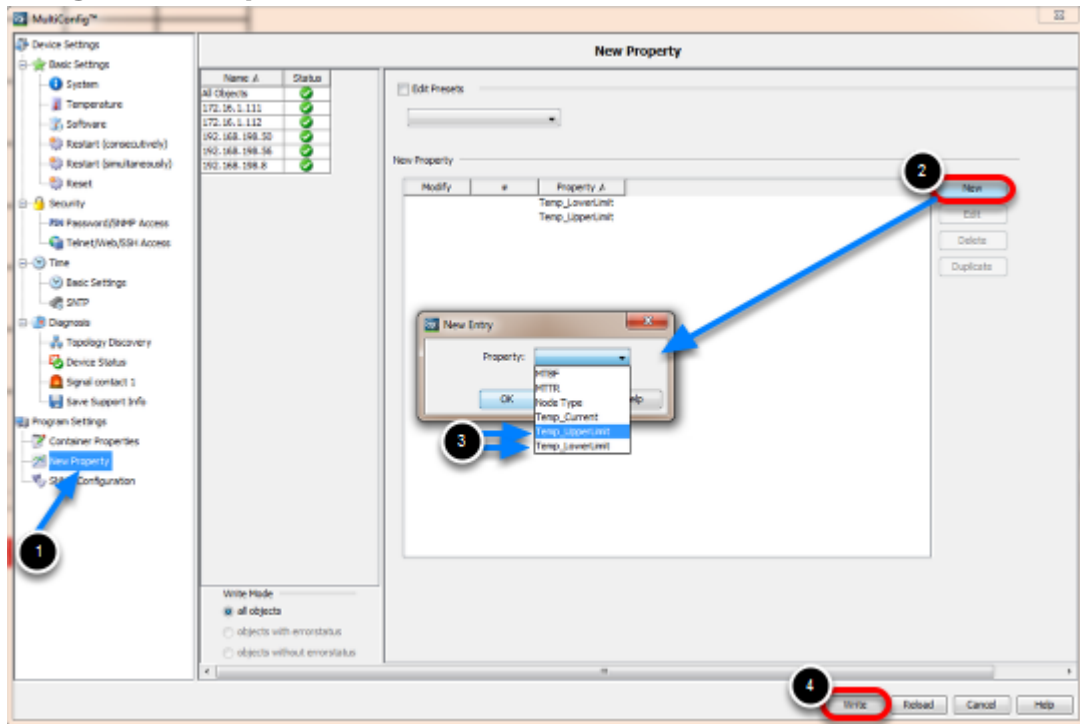 MultiConfig™
Device Settings
Basic Settings
System
Temperature
Software
Restart (consecutively)
Restart (simultaneously)
Reset
Security
Password/SNMP Access
Telnet/Web/SSH Access
Time
Basic Settings
SNTP
Diagnosis
Topology Discovery
Device Status
Signal contact 1
Save Support Info
Program Settings
Container Properties
New Property
Configuration
1
Name Status
All Objects
172.16.1.111
172.16.1.112
192.168.198.50
192.168.198.56
192.168.198.8
Write Mode
all objects
objects with errorstatus
objects without errorstatus
New Property
Edit Presets
New Property
Modify # Property
Temp_LowerLimit
Temp_UpperLimit
2
New
Edit
Delete
Duplicate
New Entry
Property:
MTBF
MTTR
Node Type
Temp_Current
Temp_UpperLimit
Temp_LowerLimit
OK
3
4
Write Reload Cancel Help